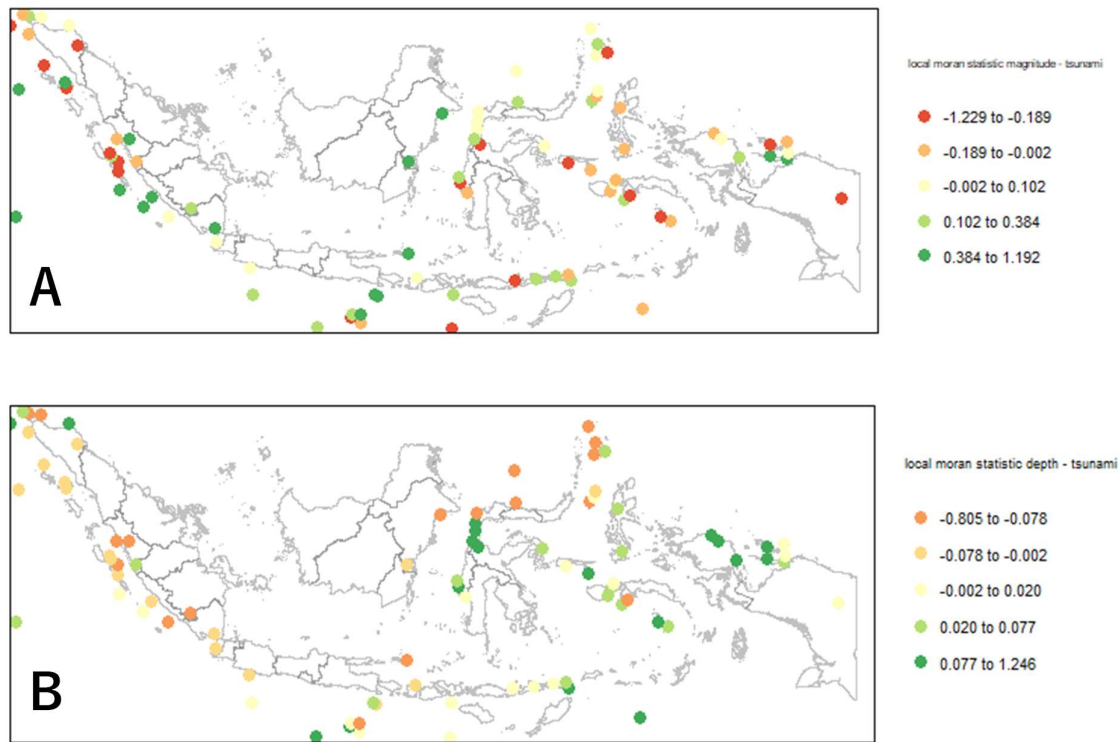 local moran statistic magnitude - tsunami
-1.229 to -0.189
-0.189 to -0.002
-0.002 to 0.102
0.102 to 0.384
0.384 to 1.192
A
local moran statistic depth - tsunami
-0.805 to -0.078
-0.078 to -0.002
-0.002 to 0.020
0.020 to 0.077
0.077 to 1.246
B